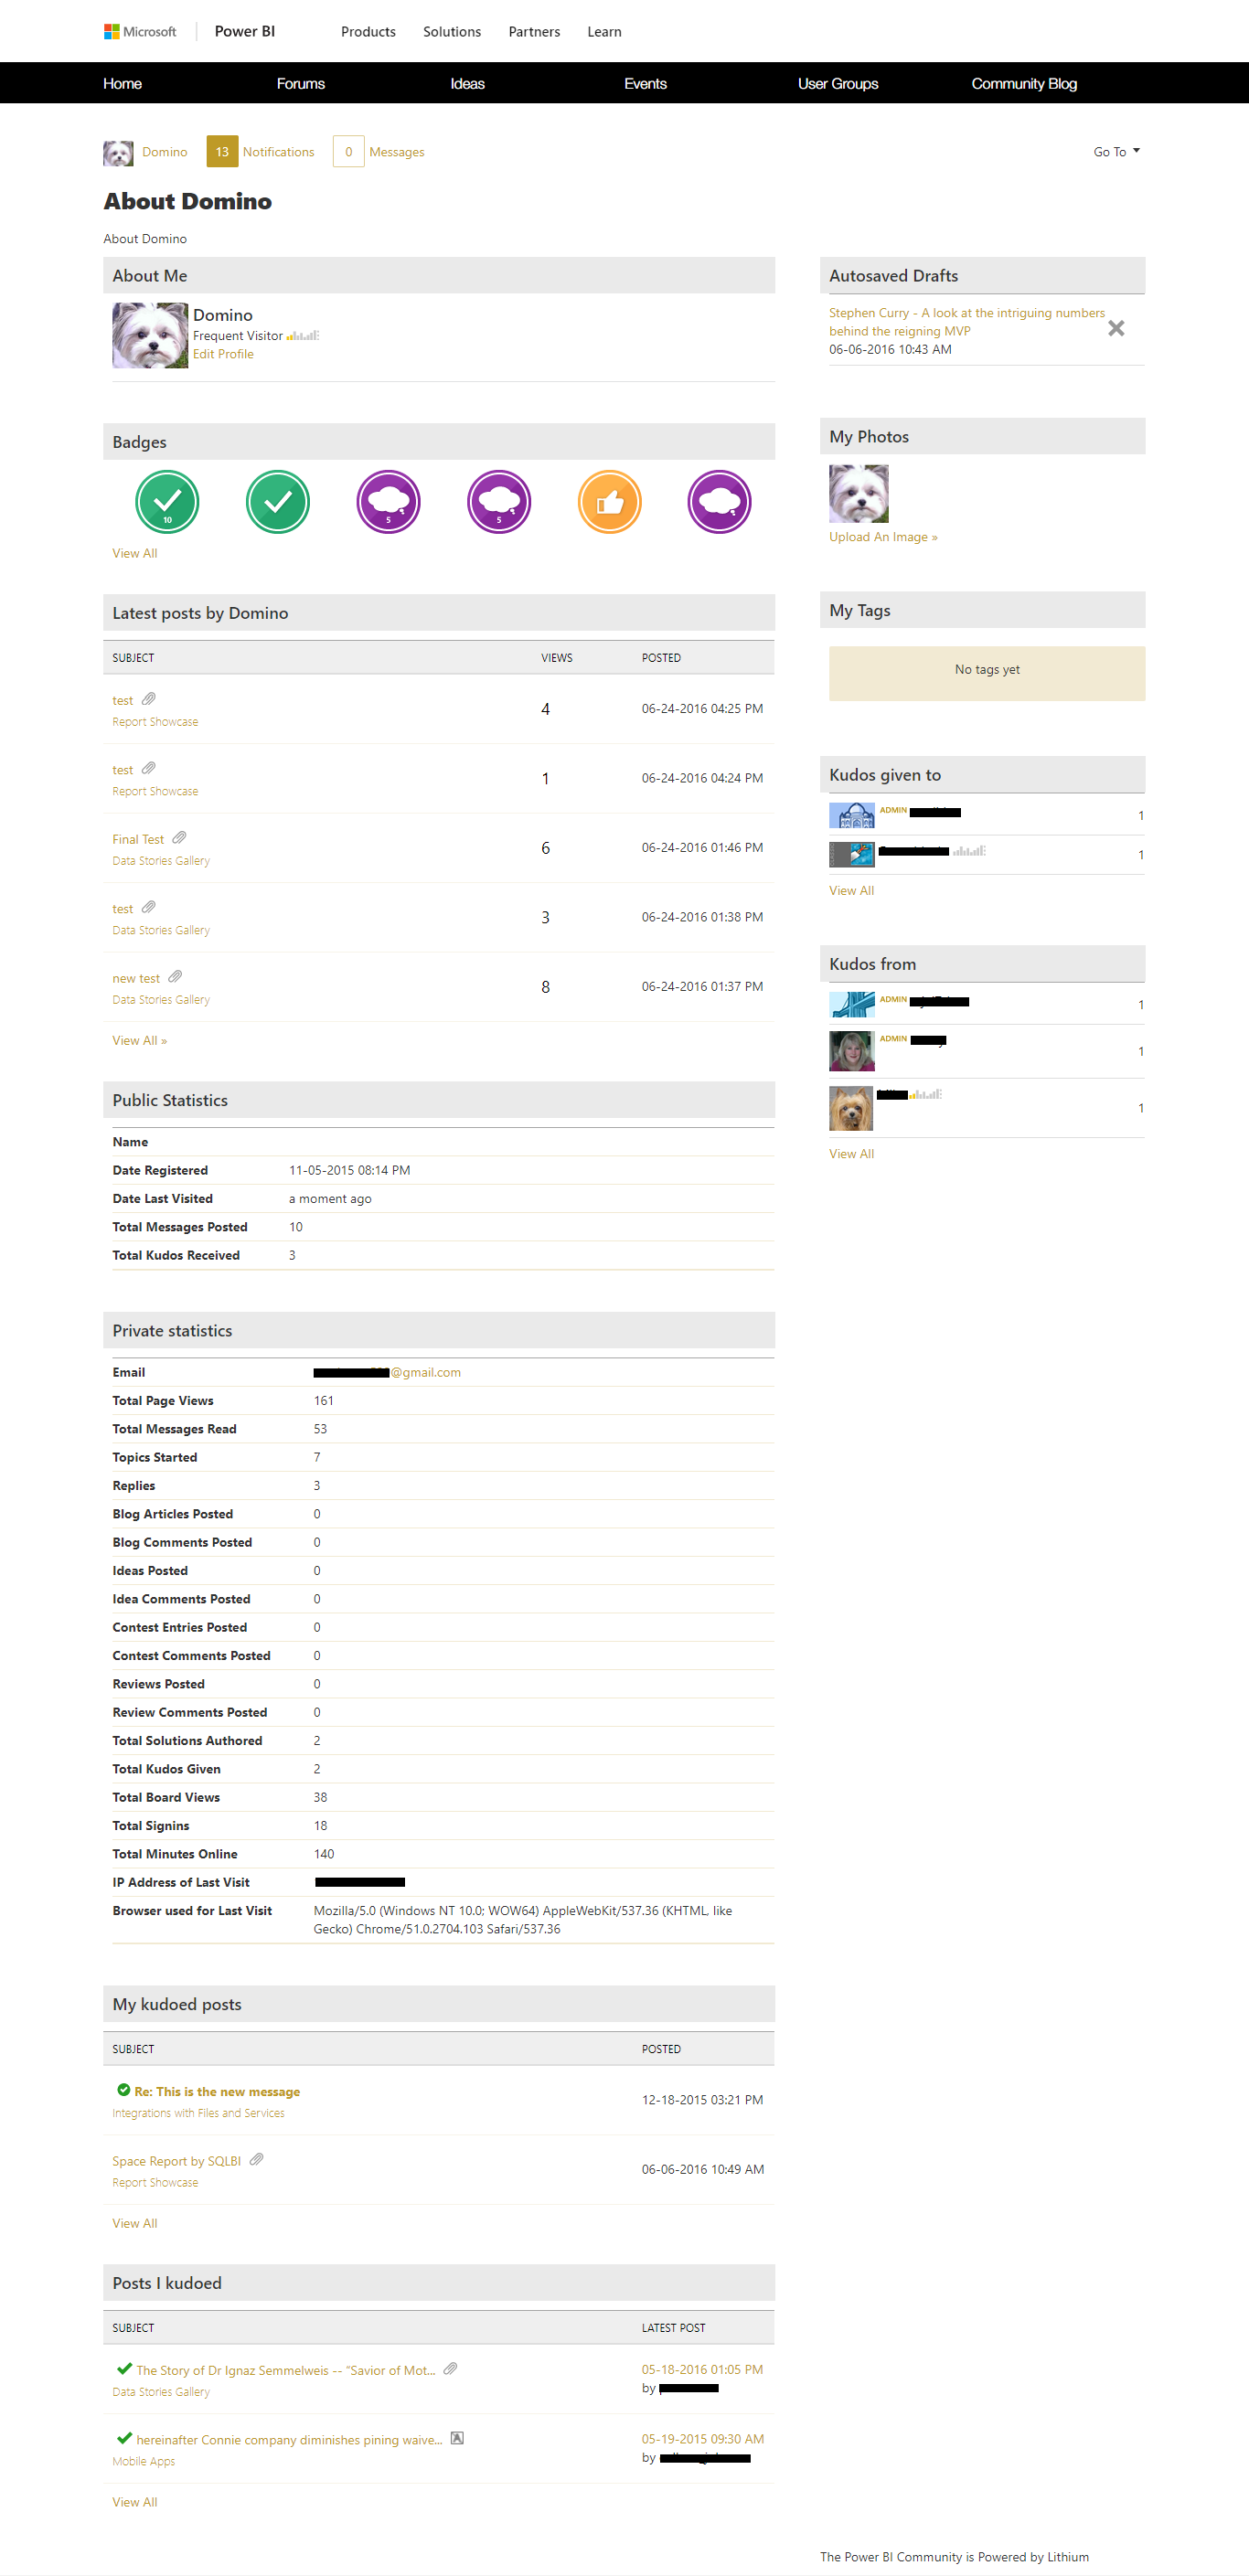 Microsoft Power BI Products Solutions Partners Learn
Home Forums Ideas Events User Groups Community Blog
Domino 13 Notifications 0 Messages Go To
About Domino
About Domino
About Me
Domino
Frequent Visitor
Edit Profile
Badges
10 5 5
View All
Latest posts by Domino
SUBJECT VIEWS POSTED
test 4 06-24-2016 04:25 PM
Report Showcase
test 1 06-24-2016 04:24 PM
Report Showcase
Final Test 6 06-24-2016 01:46 PM
Data Stories Gallery
test 3 06-24-2016 01:38 PM
Data Stories Gallery
new test 8 06-24-2016 01:37 PM
Data Stories Gallery
View All »
Public Statistics
Name
Date Registered 11-05-2015 08:14 PM
Date Last Visited a moment ago
Total Messages Posted 10
Total Kudos Received 3
Private statistics
Email @gmail.com
Total Page Views 161
Total Messages Read 53
Topics Started 7
Replies 3
Blog Articles Posted 0
Blog Comments Posted 0
Ideas Posted 0
Idea Comments Posted 0
Contest Entries Posted 0
Contest Comments Posted 0
Reviews Posted 0
Review Comments Posted 0
Total Solutions Authored 2
Total Kudos Given 2
Total Board Views 38
Total Signins 18
Total Minutes Online 140
IP Address of Last Visit
Browser used for Last Visit Mozilla/5.0 (Windows NT 10.0; WOW64) AppleWebKit/537.36 (KHTML, like
Gecko) Chrome/51.0.2704.103 Safari/537.36
My kudoed posts
SUBJECT POSTED
Re: This is the new message 12-18-2015 03:21 PM
Integrations with Files and Services
Space Report by SQLBI 06-06-2016 10:49 AM
Report Showcase
View All
Posts I kudoed
SUBJECT LATEST POST
The Story of Dr Ignaz Semmelweis -- "Savior of Mot... 05-18-2016 01:05 PM
Data Stories Gallery by
hereinafter Connie company diminishes pining waive... 05-19-2015 09:30 AM
Mobile Apps by
View All
Autosaved Drafts
Stephen Curry - A look at the intriguing numbers
behind the reigning MVP
06-06-2016 10:43 AM
My Photos
Upload An Image »
My Tags
No tags yet
Kudos given to
ADMIN 1
1
View All
Kudos from
ADMIN 1
ADMIN 1
1
View All
The Power BI Community is Powered by Lithium